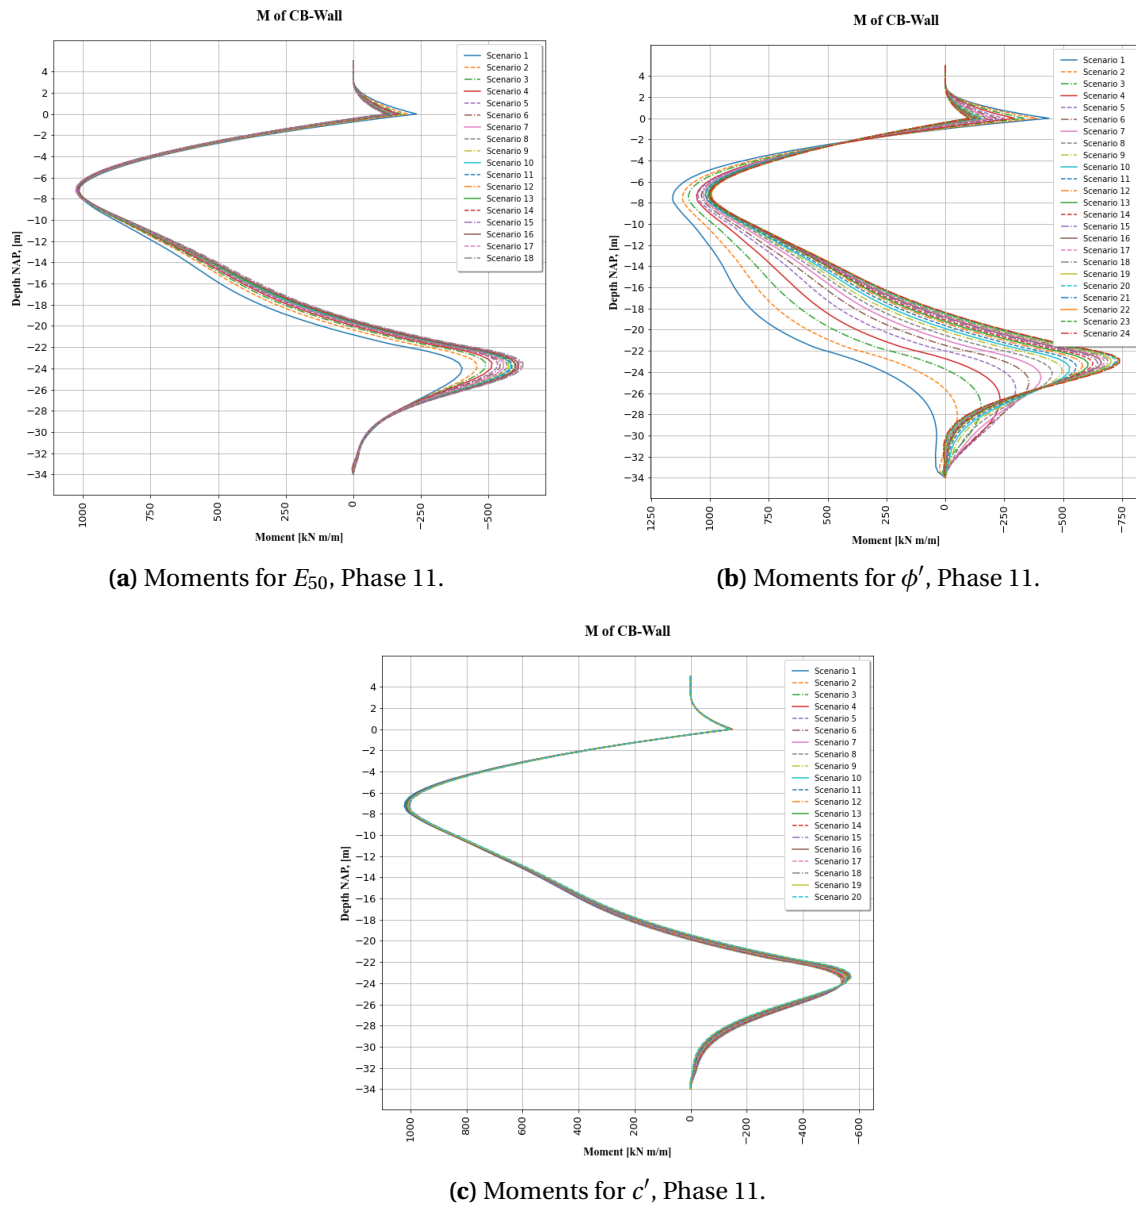 M of CB-Wall
Scenario 1
Scenario 2
Scenario 3
Scenario 4
Scenario 5
Scenario 6
Scenario 7
Scenario 8
Scenario 9
Scenario 10
Scenario 11
Scenario 12
Scenario 13
Scenario 14
Scenario 15
Scenario 16
Scenario 17
Scenario 18
4
2
0
−2
−4
−6
−8
−10
−12
−14
−16
−18
−20
−22
−24
−26
−28
−30
−32
−34
Depth NAP, [m]
1000
750
500
250
0
−250
−500
Moment [kN m/m]
(a) Moments for E50, Phase 11.
M of CB-Wall
Scenario 1
Scenario 2
Scenario 3
Scenario 4
Scenario 5
Scenario 6
Scenario 7
Scenario 8
Scenario 9
Scenario 10
Scenario 11
Scenario 12
Scenario 13
Scenario 14
Scenario 15
Scenario 16
Scenario 17
Scenario 18
Scenario 19
Scenario 20
Scenario 21
Scenario 22
Scenario 23
Scenario 24
4
2
0
−2
−4
−6
−8
−10
−12
−14
−16
−18
−20
−22
−24
−26
−28
−30
−32
−34
Depth NAP, [m]
1250
1000
750
500
250
0
−250
−500
−750
Moment [kN m/m]
(b) Moments for ϕ′, Phase 11.
M of CB-Wall
Scenario 1
Scenario 2
Scenario 3
Scenario 4
Scenario 5
Scenario 6
Scenario 7
Scenario 8
Scenario 9
Scenario 10
Scenario 11
Scenario 12
Scenario 13
Scenario 14
Scenario 15
Scenario 16
Scenario 17
Scenario 18
Scenario 19
Scenario 20
4
2
0
−2
−4
−6
−8
−10
−12
−14
−16
−18
−20
−22
−24
−26
−28
−30
−32
−34
Depth NAP, [m]
1000
800
600
400
200
0
−200
−400
−600
Moment [kN m/m]
(c) Moments for c′, Phase 11.